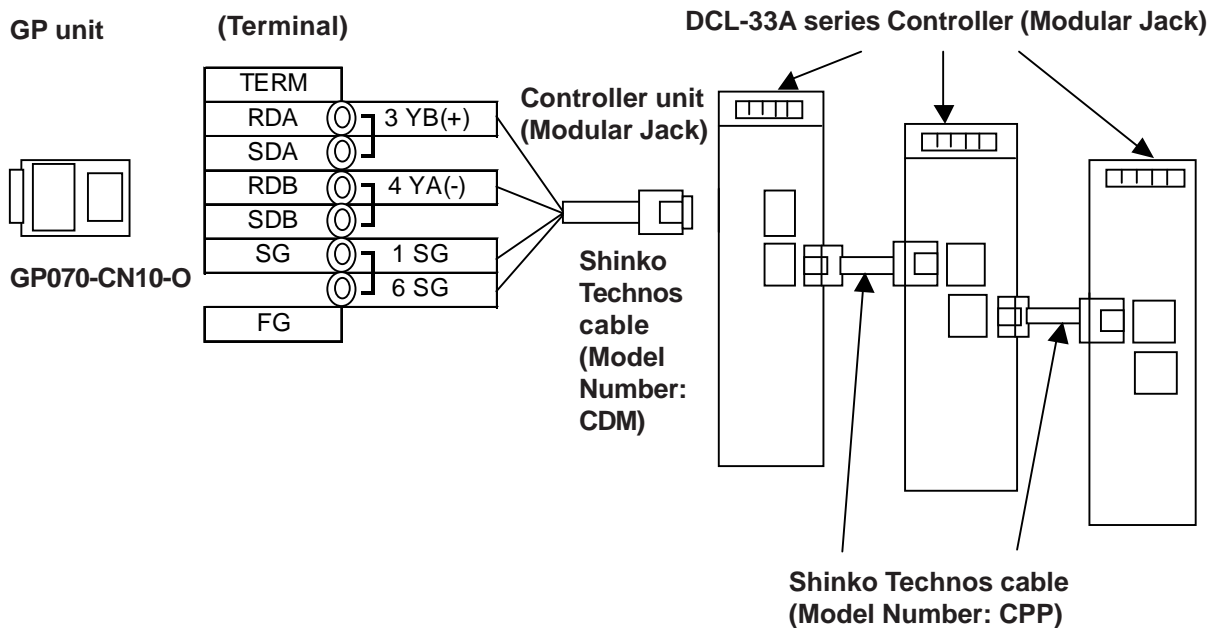 GP unit
(Terminal)
DCL-33A series Controller (Modular Jack)
TERM
RDA
3 YB(+)
SDA
RDB
4 YA(-)
SDB
SG
1 SG
6 SG
FG
GP070-CN10-O
Controller unit
(Modular Jack)
Shinko
Technos
cable
(Model
Number:
CDM)
Shinko Technos cable
(Model Number: CPP)